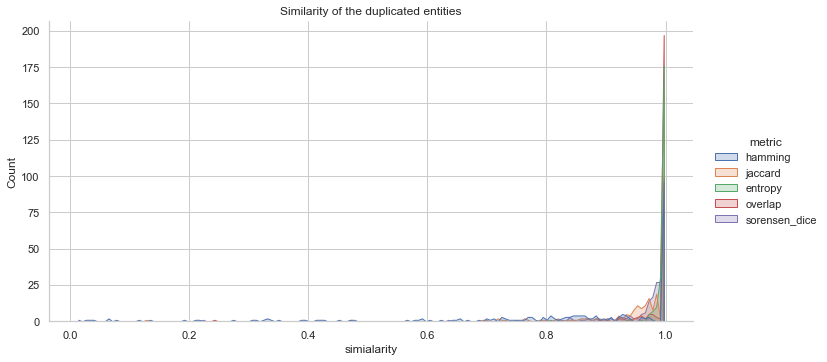 Similarity of the duplicated entities
200
175
150
125
100
75
50
25
0
Count
0.0 0.2 0.4 0.6 0.8 1.0
simialarity
metric
hamming
jaccard
entropy
overlap
sorensen_dice